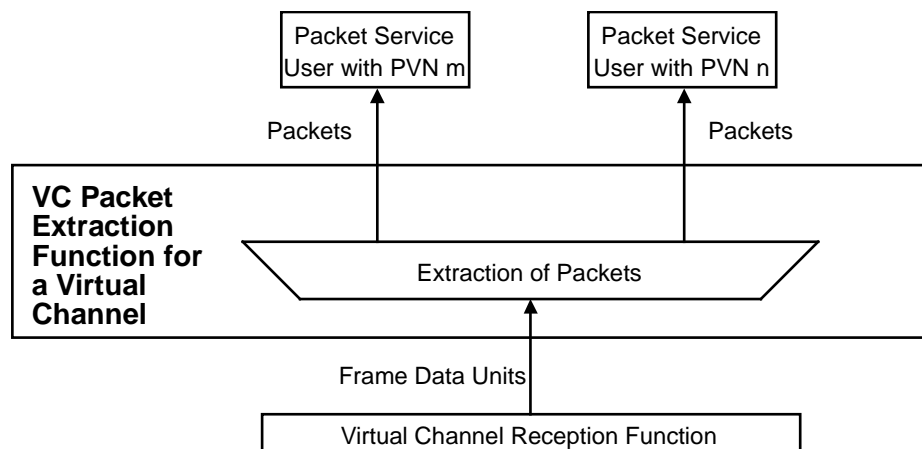 Packet Service
User with PVN m
Packet Service
User with PVN n
Packets
Packets
VC Packet
Extraction
Function for
a Virtual
Channel
Extraction of Packets
Frame Data Units
Virtual Channel Reception Function